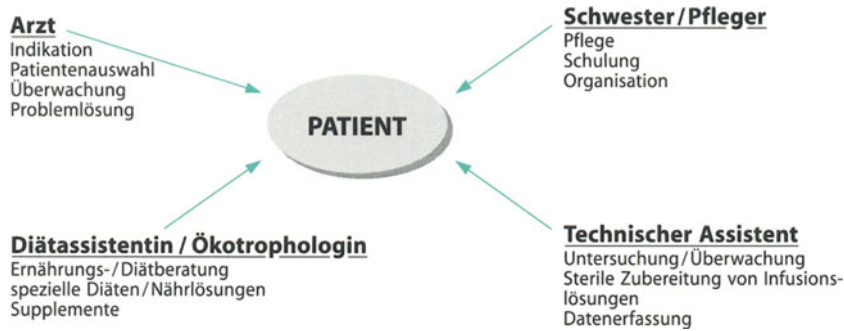 Arzt
Indikation
Patientenauswahl
Überwachung
Problemlösung
Schwester/Pfleger
Pflege
Schulung
Organisation
PATIENT
Diätassistentin / Ökotrophologin
Ernährungs-/Diätberatung
spezielle Diäten/Nährlösungen
Supplemente
Technischer Assistent
Untersuchung/Überwachung
Sterile Zubereitung von Infusions-
lösungen
Datenerfassung